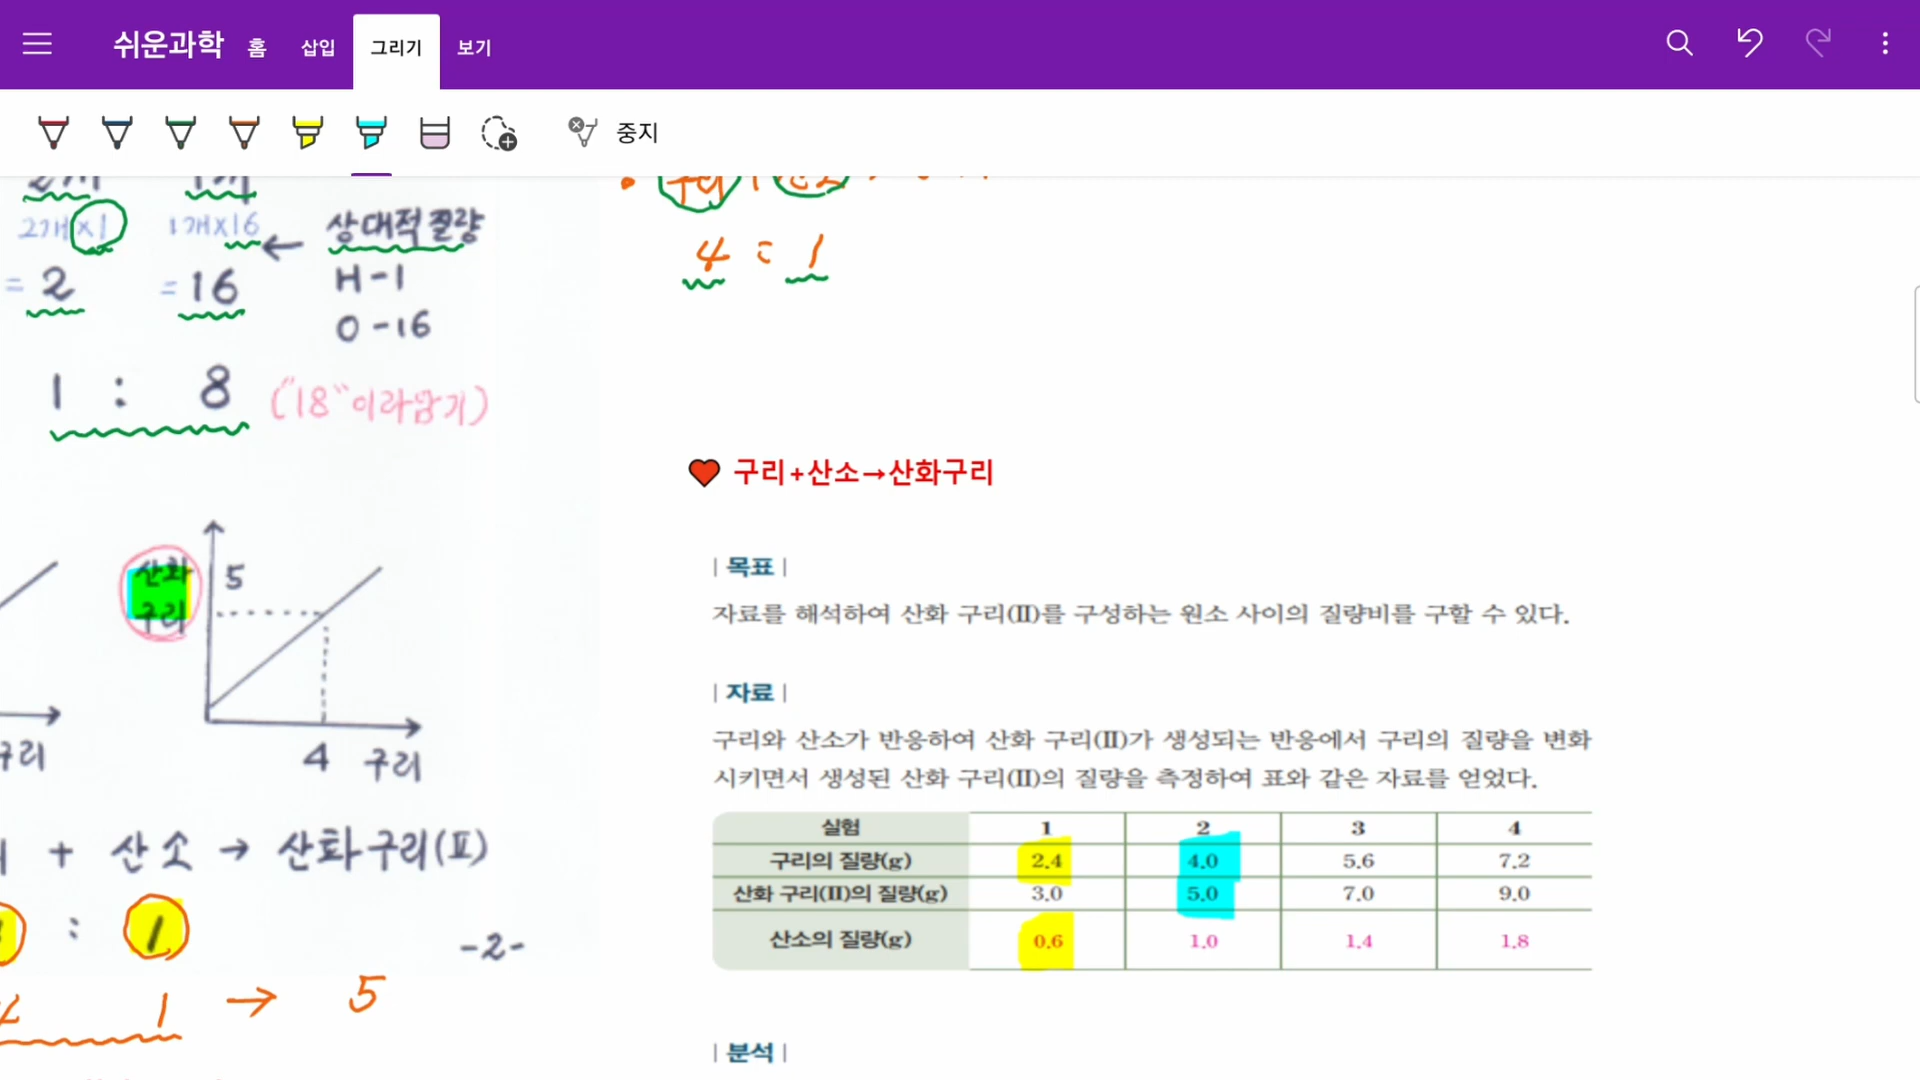 쉬운과학 홈 삽입 그리기 보기
중지
2개×1 1개×16
= 2 = 16
← 상대적질량
H - 1
O - 16
1 : 8 ("18"이라남기)
산화
구리
5
4 구리
구리
+ 산소 → 산화구리(Ⅱ)
: 1
-2-
4 1 → 5
4 : 1
❤ 구리+산소→산화구리
| 목표 |
자료를 해석하여 산화 구리(Ⅱ)를 구성하는 원소 사이의 질량비를 구할 수 있다.
| 자료 |
구리와 산소가 반응하여 산화 구리(Ⅱ)가 생성되는 반응에서 구리의 질량을 변화
시키면서 생성된 산화 구리(Ⅱ)의 질량을 측정하여 표와 같은 자료를 얻었다.
실험 1 2 3 4
구리의 질량(g) 2.4 4.0 5.6 7.2
산화 구리(Ⅱ)의 질량(g) 3.0 5.0 7.0 9.0
산소의 질량(g) 0.6 1.0 1.4 1.8
| 분석 |